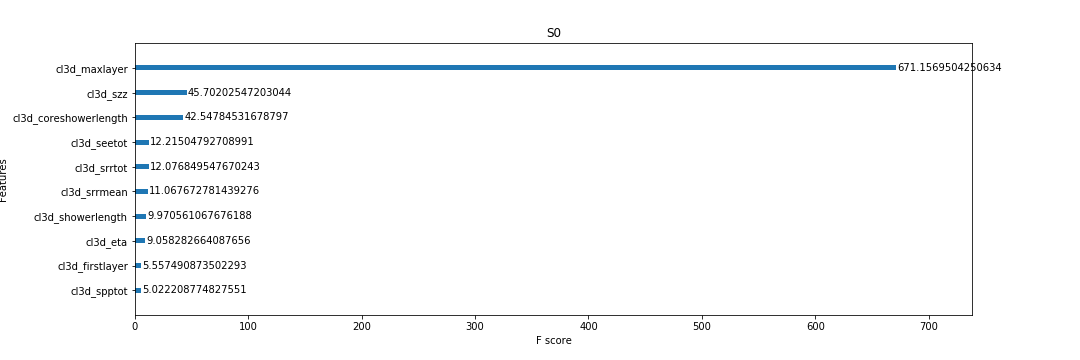 S0
cl3d_maxlayer 671.1569504250634
cl3d_szz 45.70202547203044
cl3d_coreshowerlength 42.54784531678797
cl3d_seetot 12.21504792708991
cl3d_srrtot 12.076849547670243
cl3d_srrmean 11.067672781439276
cl3d_showerlength 9.970561067676188
cl3d_eta 9.058282664087656
cl3d_firstlayer 5.557490873502293
cl3d_spptot 5.022208774827551
Features
0 100 200 300 400 500 600 700
F score